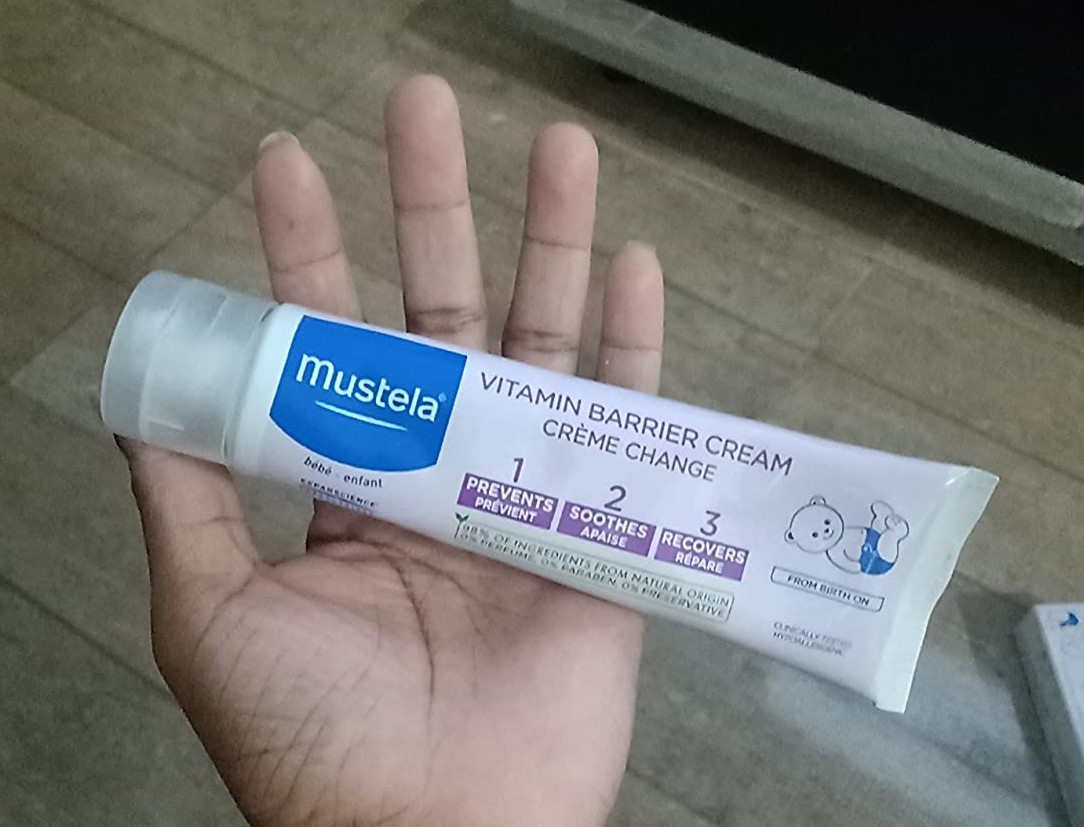 mustela®
bébé - enfant
EXPANSCIENCE
VITAMIN BARRIER CREAM
CRÈME CHANGE
1
PREVENTS
PRÉVIENT
2
SOOTHES
APAISE
3
RECOVERS
RÉPARE
98% OF INGREDIENTS FROM NATURAL ORIGIN
0% PERFUME, 0% PARABEN, 0% PRESERVATIVE
FROM BIRTH ON
CLINICALLY TESTED
HYPOALLERGENIC